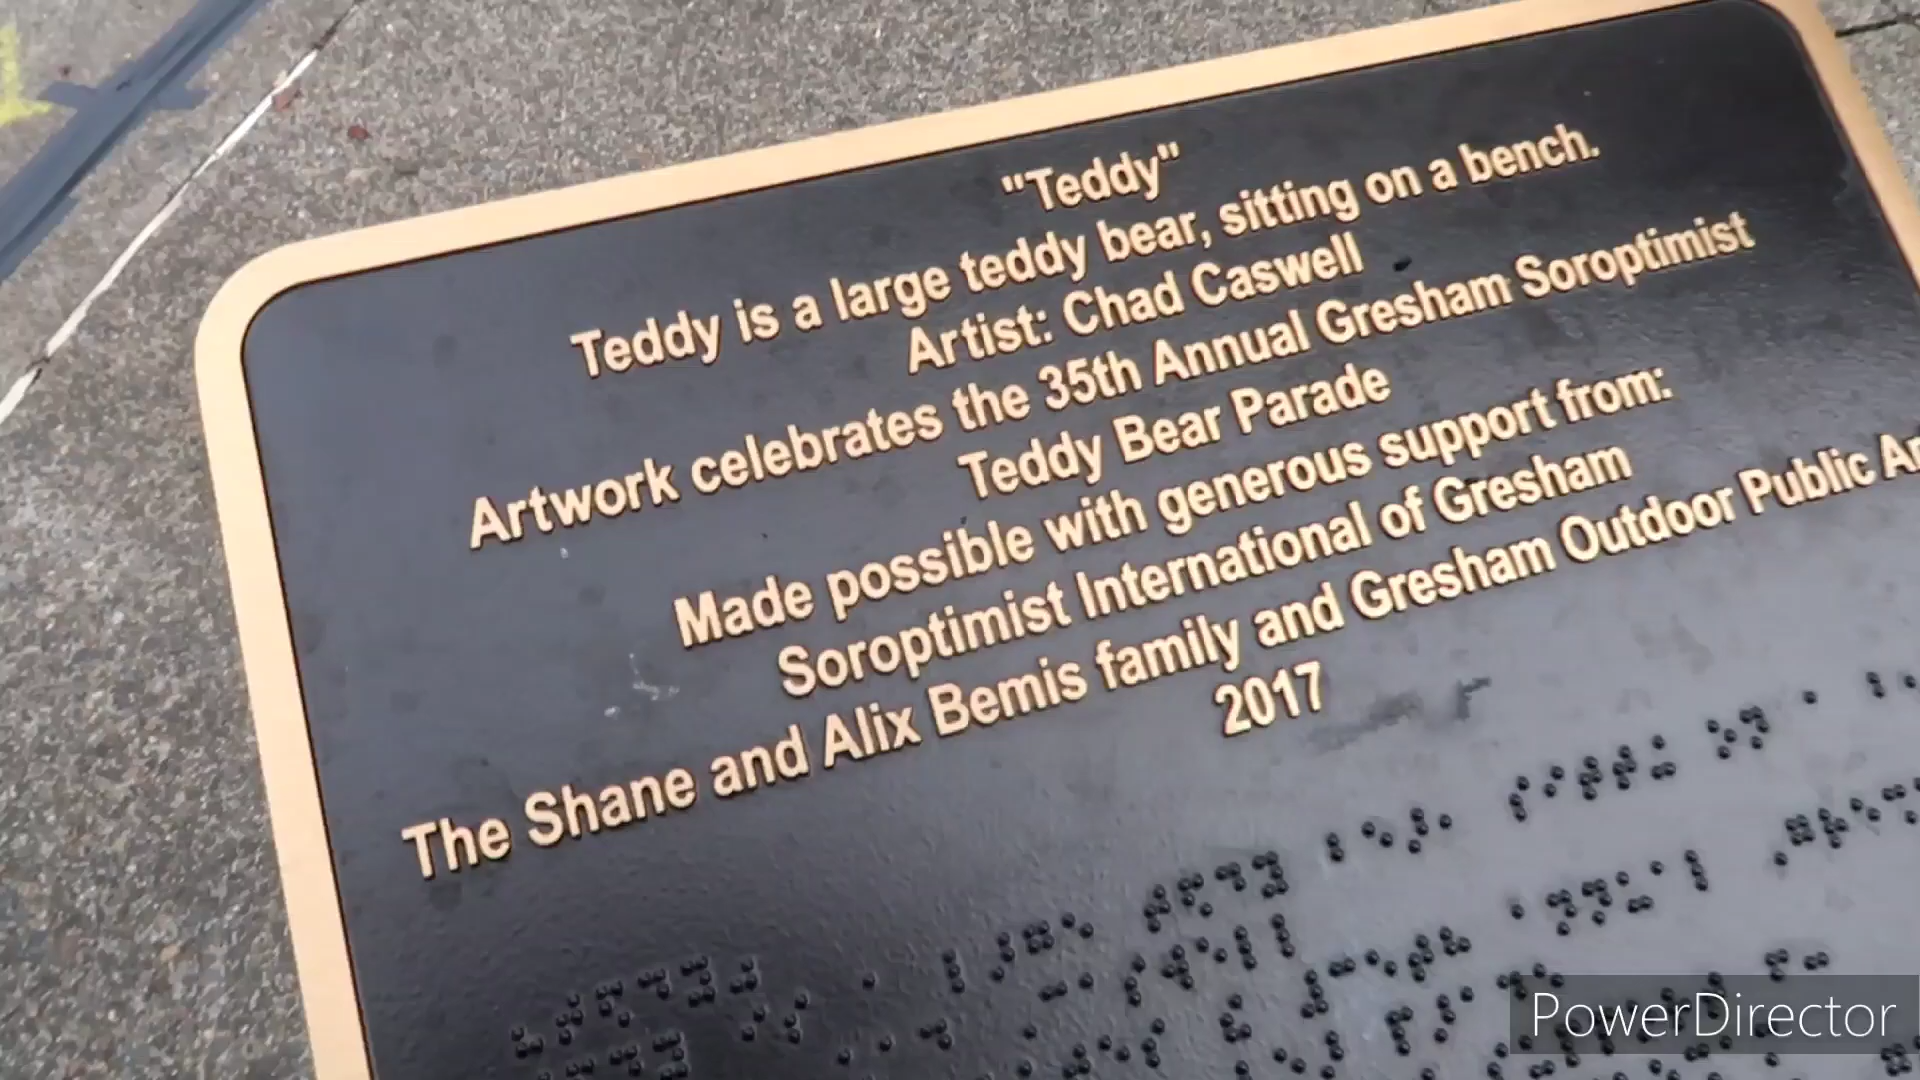 "Teddy"
Teddy is a large teddy bear, sitting on a bench.
Artist: Chad Caswell
Artwork celebrates the 35th Annual Gresham Soroptimist
Teddy Bear Parade
Made possible with generous support from:
Soroptimist International of Gresham
The Shane and Alix Bemis family and Gresham Outdoor Public
2017
PowerDirector